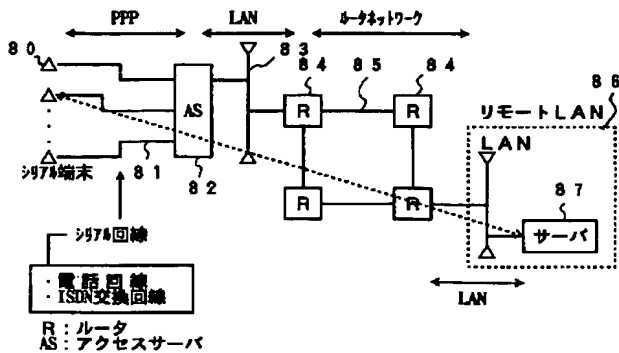 PPP LAN ルータネットワーク
80 83 84 85 84 86
AS R R リモートLAN
LAN
シリアル端末 81 82 R R 87
サーバ
シリアル回線 LAN
・電話回線
・ISDN交換回線
R:ルータ
AS:アクセスサーバ